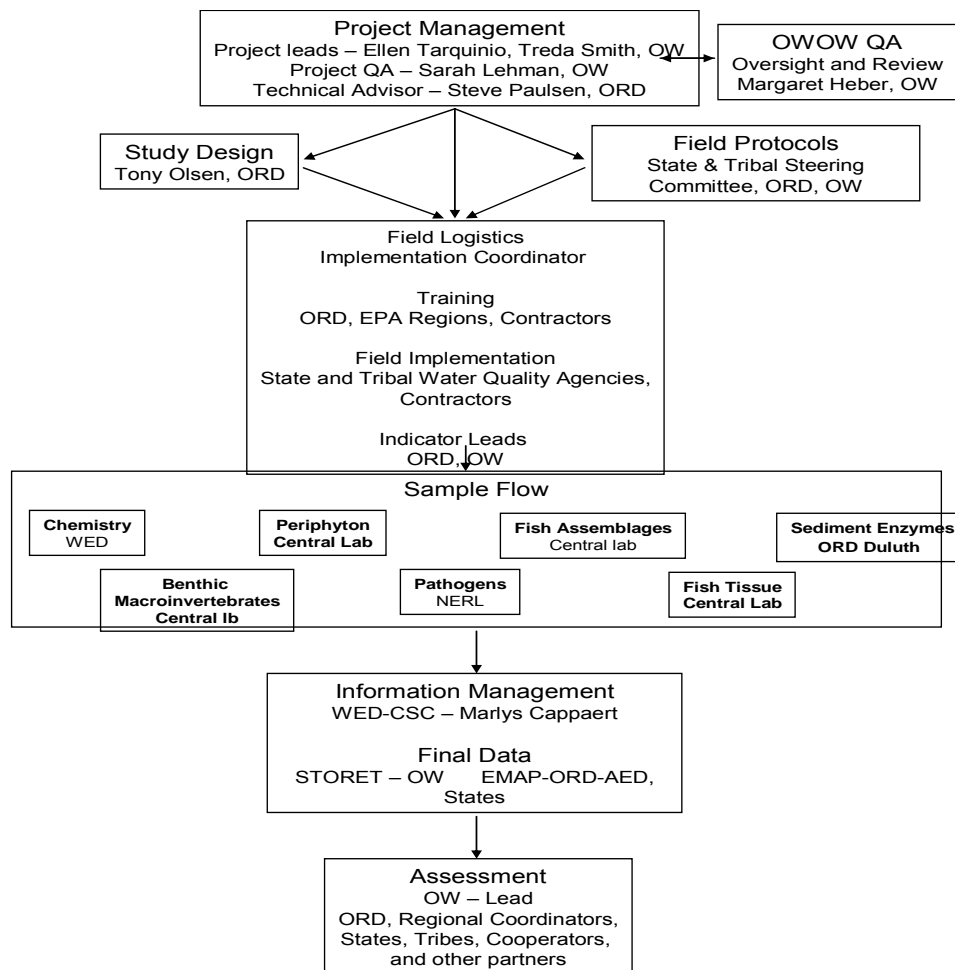 Project Management
Project leads – Ellen Tarquinio, Treda Smith, OW
Project QA – Sarah Lehman, OW
Technical Advisor – Steve Paulsen, ORD
OWOW QA
Oversight and Review
Margaret Heber, OW
Study Design
Tony Olsen, ORD
Field Protocols
State & Tribal Steering
Committee, ORD, OW
Field Logistics
Implementation Coordinator
Training
ORD, EPA Regions, Contractors
Field Implementation
State and Tribal Water Quality Agencies,
Contractors
Indicator Leads
ORD, OW
Sample Flow
Chemistry
WED
Periphyton
Central Lab
Fish Assemblages
Central lab
Sediment Enzymes
ORD Duluth
Benthic
Macroinvertebrates
Central lb
Pathogens
NERL
Fish Tissue
Central Lab
Information Management
WED-CSC – Marlys Cappaert
Final Data
STORET – OW EMAP-ORD-AED,
States
Assessment
OW – Lead
ORD, Regional Coordinators,
States, Tribes, Cooperators,
and other partners